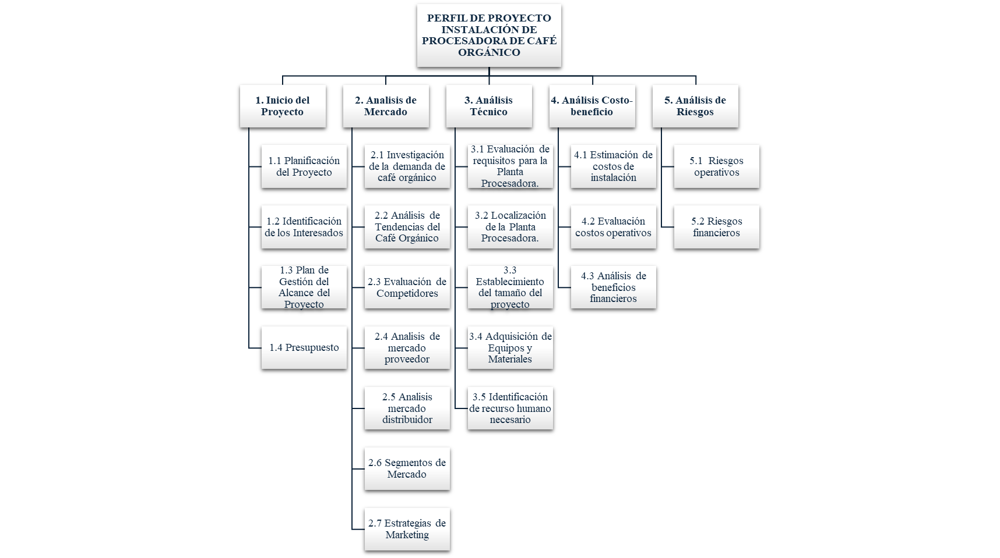 PERFIL DE PROYECTO
INSTALACIÓN DE
PROCESADORA DE CAFÉ
ORGÁNICO
1. Inicio del
Proyecto
1.1 Planificación
del Proyecto
1.2 Identificación
de los Interesados
1.3 Plan de
Gestión del
Alcance del
Proyecto
1.4 Presupuesto
2. Analisis de
Mercado
2.1 Investigación
de la demanda de
café orgánico
2.2 Análisis de
Tendencias del
Café Orgánico
2.3 Evaluación de
Competidores
2.4 Analisis de
mercado
proveedor
2.5 Analisis
mercado
distribuidor
2.6 Segmentos de
Mercado
2.7 Estrategias de
Marketing
3. Análisis
Técnico
3.1 Evaluación de
requisitos para la
Planta
Procesadora.
3.2 Localización
de la Planta
Procesadora.
3.3
Establecimiento
del tamaño del
proyecto
3.4 Adquisición de
Equipos y
Materiales
3.5 Identificación
de recurso humano
necesario
4. Análisis Costo-
beneficio
4.1 Estimación de
costos de
instalación
4.2 Evaluación
costos operativos
4.3 Análisis de
beneficios
financieros
5. Análisis de
Riesgos
5.1 Riesgos
operativos
5.2 Riesgos
financieros